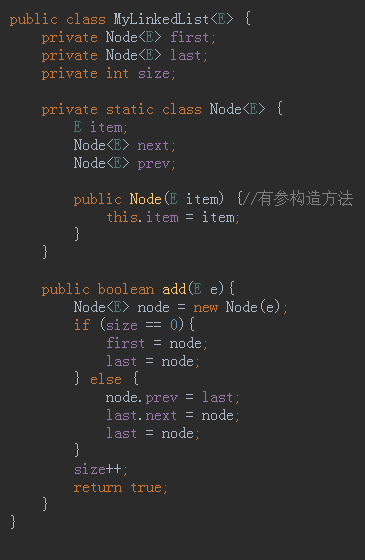 public class MyLinkedList<E> {
    private Node<E> first;
    private Node<E> last;
    private int size;

    private static class Node<E> {
        E item;
        Node<E> next;
        Node<E> prev;

        public Node(E item) {//有参构造方法
            this.item = item;
        }
    }

    public boolean add(E e){
        Node<E> node = new Node(e);
        if (size == 0){
            first = node;
            last = node;
        } else {
            node.prev = last;
            last.next = node;
            last = node;
        }
        size++;
        return true;
    }
}